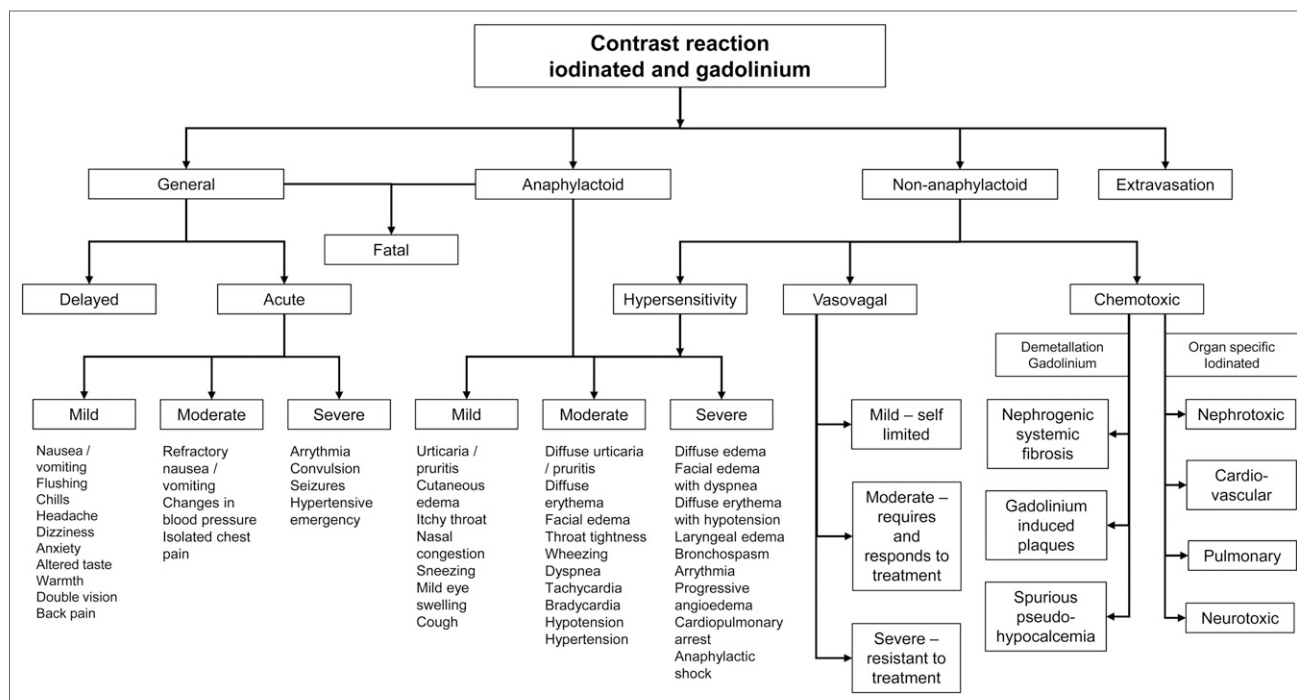 Contrast reaction
iodinated and gadolinium
General
Anaphylactoid
Non-anaphylactoid
Extravasation
Fatal
Delayed
Acute
Hypersensitivity
Vasovagal
Chemotoxic
Demetallation
Gadolinium
Organ specific
Iodinated
Mild
Nausea /
vomiting
Flushing
Chills
Headache
Dizziness
Anxiety
Altered taste
Warmth
Double vision
Back pain
Moderate
Refractory
nausea /
vomiting
Changes in
blood pressure
Isolated chest
pain
Severe
Arrythmia
Convulsion
Seizures
Hypertensive
emergency
Mild
Urticaria /
pruritis
Cutaneous
edema
Itchy throat
Nasal
congestion
Sneezing
Mild eye
swelling
Cough
Moderate
Diffuse urticaria
/ pruritis
Diffuse
erythema
Facial edema
Throat tightness
Wheezing
Dyspnea
Tachycardia
Bradycardia
Hypotension
Hypertension
Severe
Diffuse edema
Facial edema
with dyspnea
Diffuse erythema
with hypotension
Laryngeal edema
Bronchospasm
Arrythmia
Progressive
angioedema
Cardiopulmonary
arrest
Anaphylactic
shock
Mild – self
limited
Moderate –
requires
and
responds to
treatment
Severe –
resistant to
treatment
Nephrogenic
systemic
fibrosis
Gadolinium
induced
plaques
Spurious
pseudo-
hypocalcemia
Nephrotoxic
Cardio-
vascular
Pulmonary
Neurotoxic